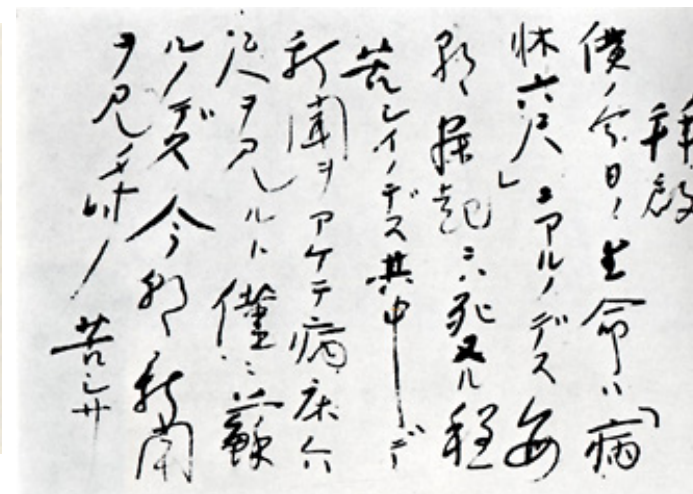 拝啓
僕ノ今日ノ生命ハ「病
牀六尺」ニアルノデス毎
朝寐起ニハ死ヌル程
苦シイノデス其中デ
新聞ヲアケテ病床六
尺ヲ見ルト僅ニ蘇
ルノデス今朝新聞
ヲ見タ時ノ苦シサ